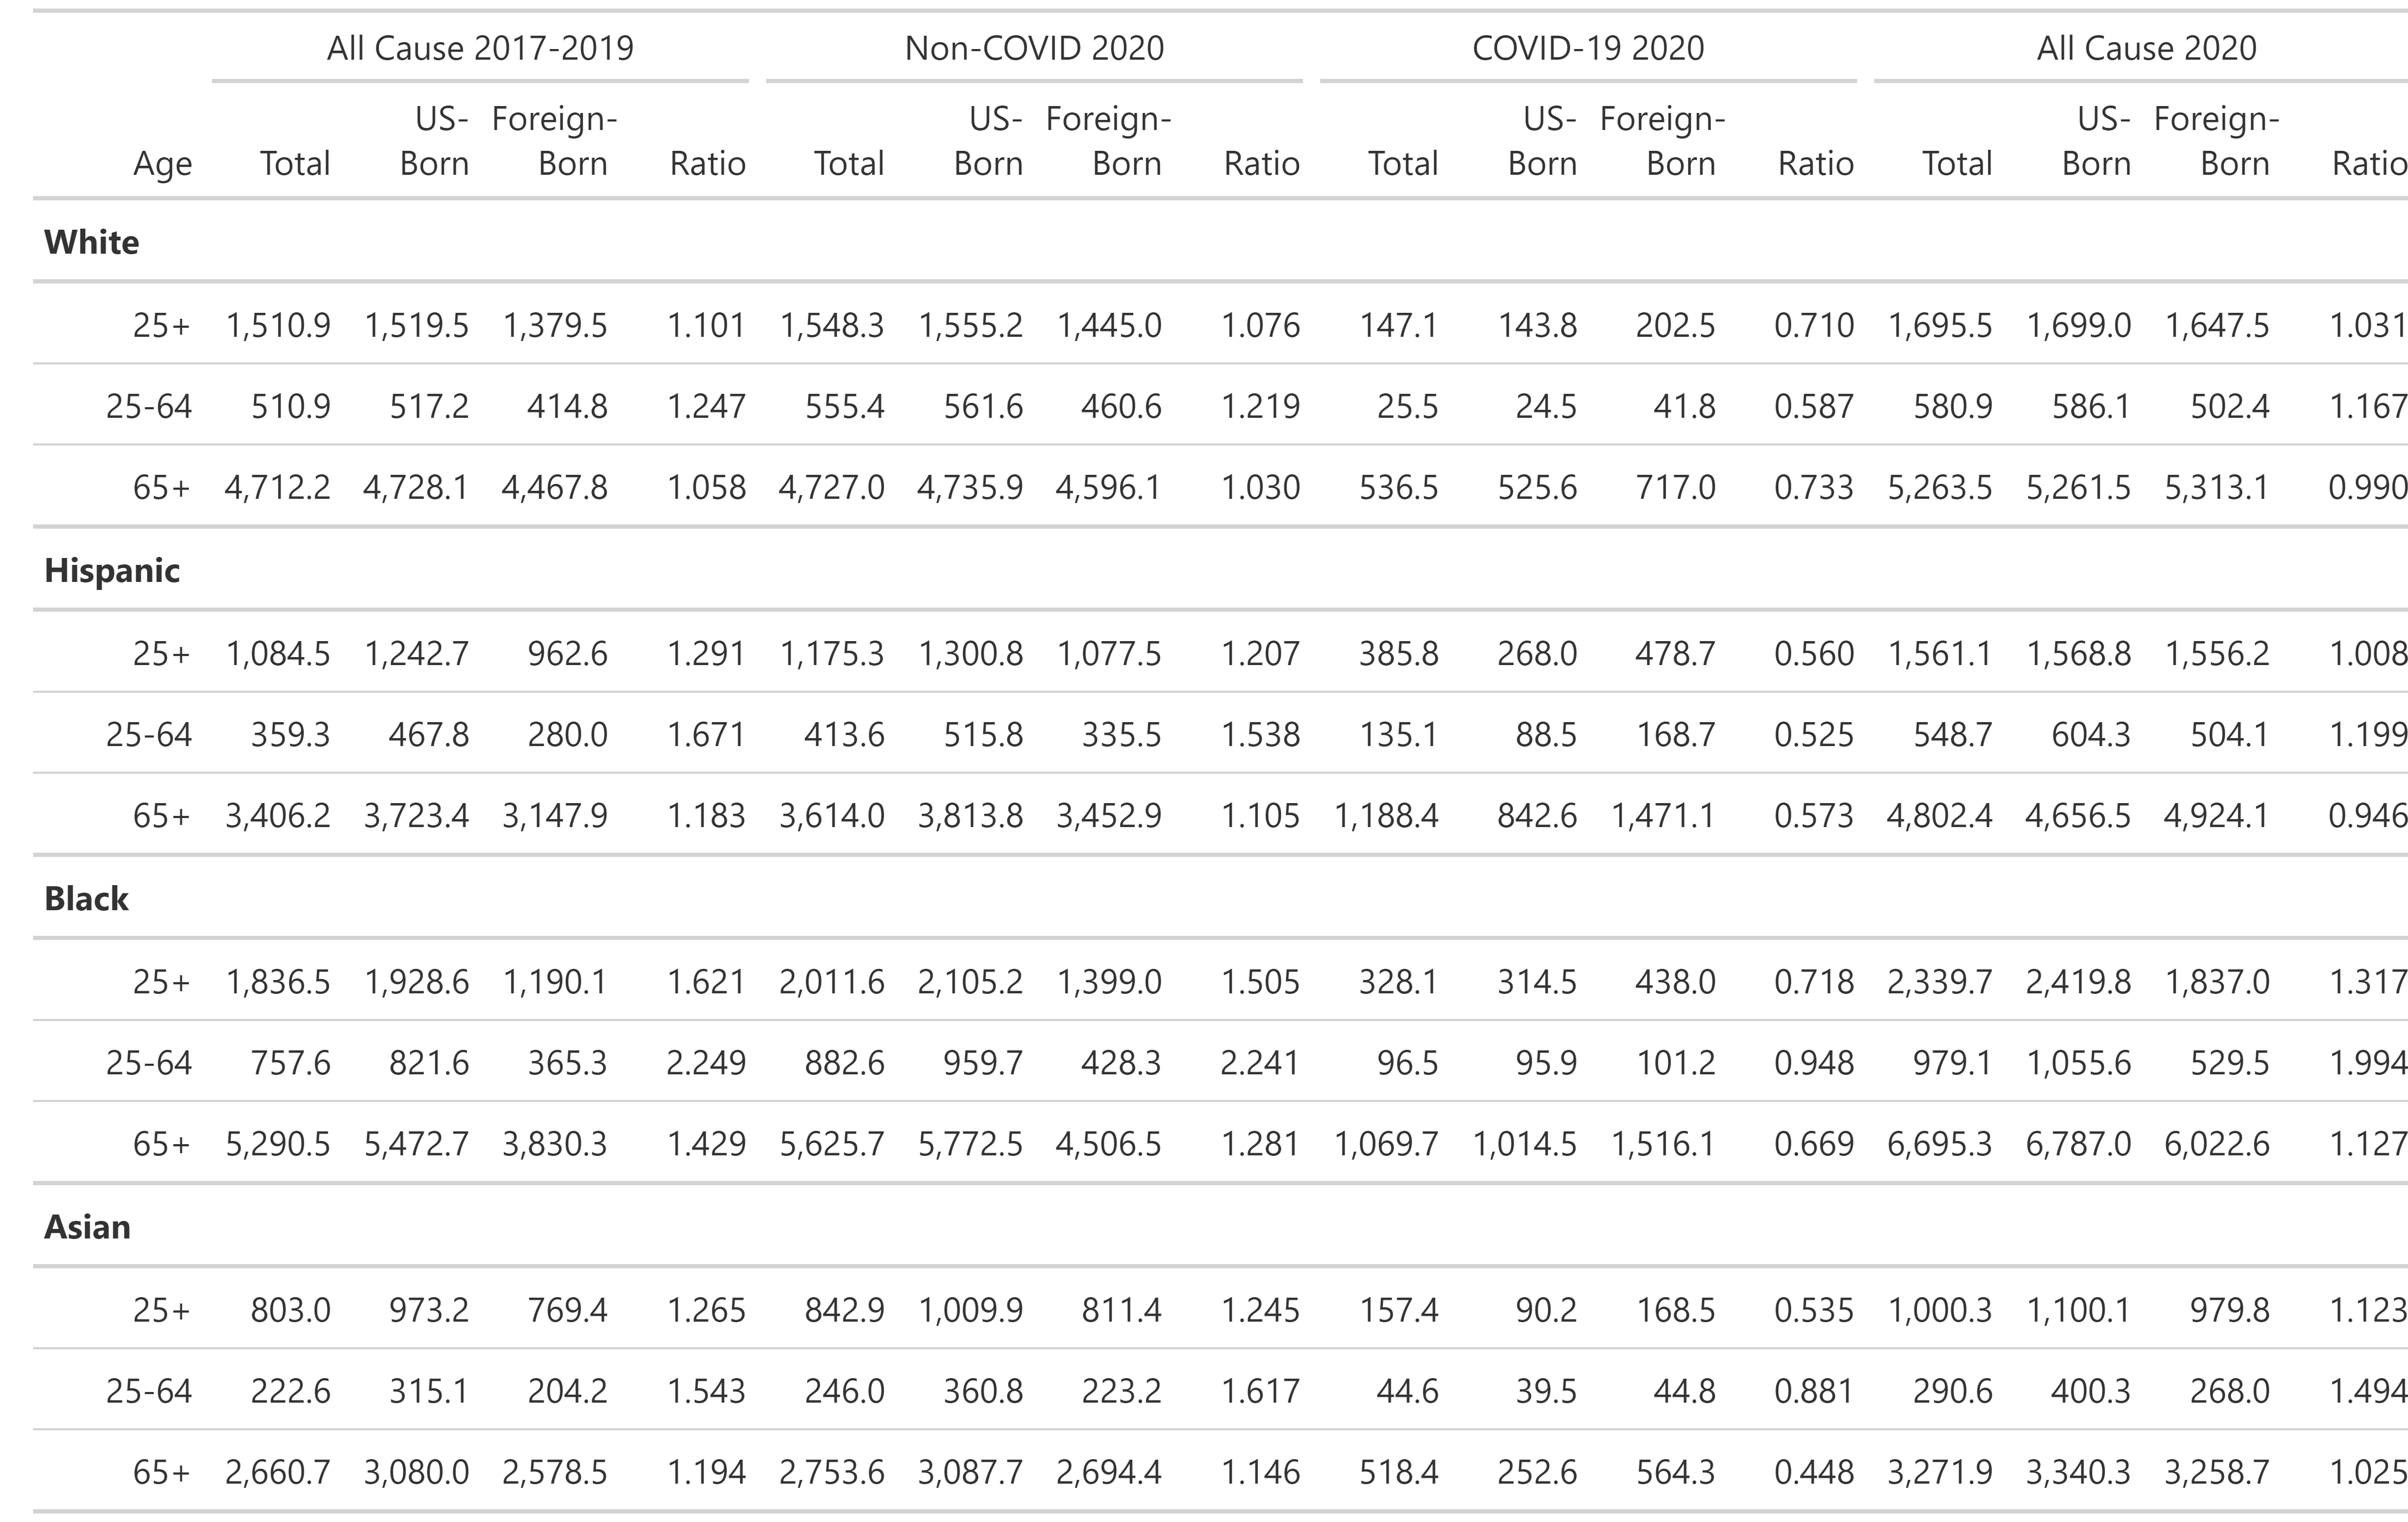 All Cause 2017-2019 Non-COVID 2020 COVID-19 2020 All Cause 2020
US- Foreign- US- Foreign- US- Foreign- US- Foreign-
Age Total Born Born Ratio Total Born Born Ratio Total Born Born Ratio Total Born Born Ratio
White
25+ 1,510.9 1,519.5 1,379.5 1.101 1,548.3 1,555.2 1,445.0 1.076 147.1 143.8 202.5 0.710 1,695.5 1,699.0 1,647.5 1.031
25-64 510.9 517.2 414.8 1.247 555.4 561.6 460.6 1.219 25.5 24.5 41.8 0.587 580.9 586.1 502.4 1.167
65+ 4,712.2 4,728.1 4,467.8 1.058 4,727.0 4,735.9 4,596.1 1.030 536.5 525.6 717.0 0.733 5,263.5 5,261.5 5,313.1 0.990
Hispanic
25+ 1,084.5 1,242.7 962.6 1.291 1,175.3 1,300.8 1,077.5 1.207 385.8 268.0 478.7 0.560 1,561.1 1,568.8 1,556.2 1.008
25-64 359.3 467.8 280.0 1.671 413.6 515.8 335.5 1.538 135.1 88.5 168.7 0.525 548.7 604.3 504.1 1.199
65+ 3,406.2 3,723.4 3,147.9 1.183 3,614.0 3,813.8 3,452.9 1.105 1,188.4 842.6 1,471.1 0.573 4,802.4 4,656.5 4,924.1 0.946
Black
25+ 1,836.5 1,928.6 1,190.1 1.621 2,011.6 2,105.2 1,399.0 1.505 328.1 314.5 438.0 0.718 2,339.7 2,419.8 1,837.0 1.317
25-64 757.6 821.6 365.3 2.249 882.6 959.7 428.3 2.241 96.5 95.9 101.2 0.948 979.1 1,055.6 529.5 1.994
65+ 5,290.5 5,472.7 3,830.3 1.429 5,625.7 5,772.5 4,506.5 1.281 1,069.7 1,014.5 1,516.1 0.669 6,695.3 6,787.0 6,022.6 1.127
Asian
25+ 803.0 973.2 769.4 1.265 842.9 1,009.9 811.4 1.245 157.4 90.2 168.5 0.535 1,000.3 1,100.1 979.8 1.123
25-64 222.6 315.1 204.2 1.543 246.0 360.8 223.2 1.617 44.6 39.5 44.8 0.881 290.6 400.3 268.0 1.494
65+ 2,660.7 3,080.0 2,578.5 1.194 2,753.6 3,087.7 2,694.4 1.146 518.4 252.6 564.3 0.448 3,271.9 3,340.3 3,258.7 1.025